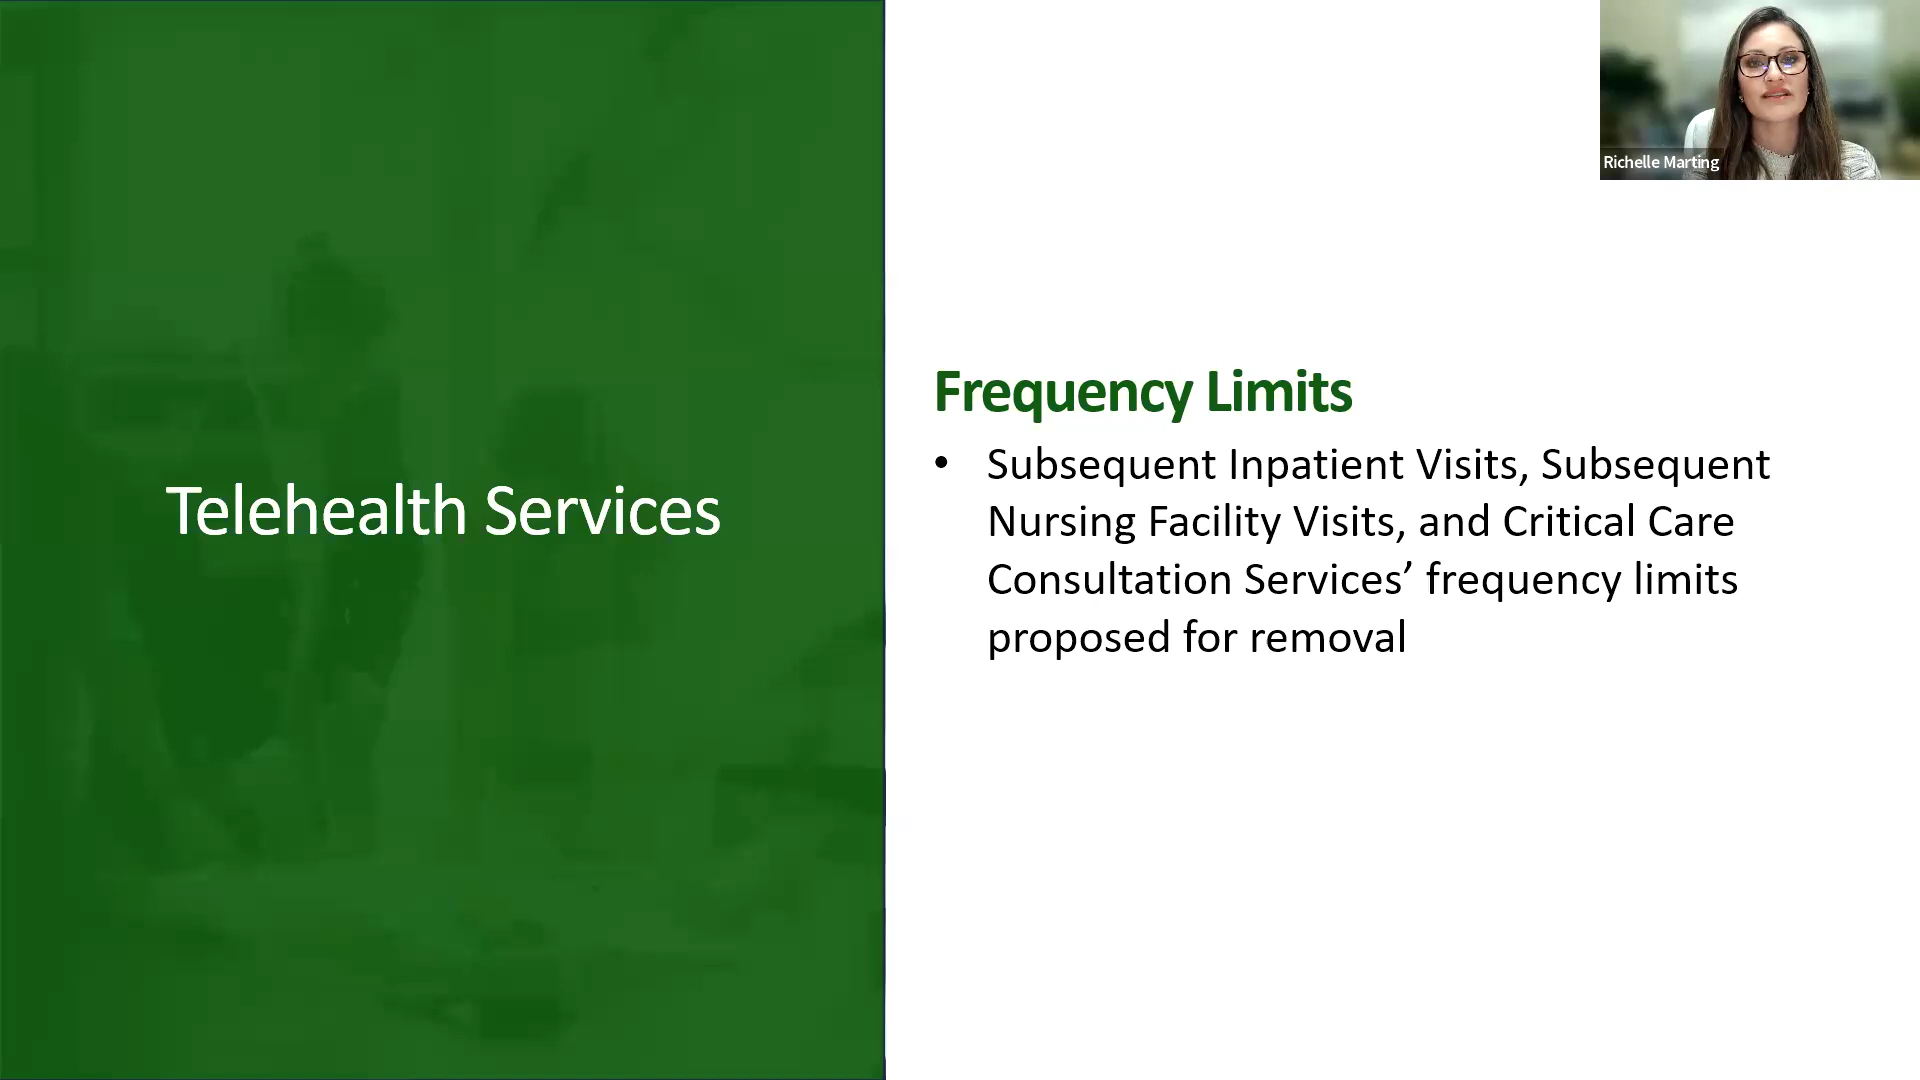 Telehealth Services
Frequency Limits
• Subsequent Inpatient Visits, Subsequent
Nursing Facility Visits, and Critical Care
Consultation Services’ frequency limits
proposed for removal
Richelle Marting